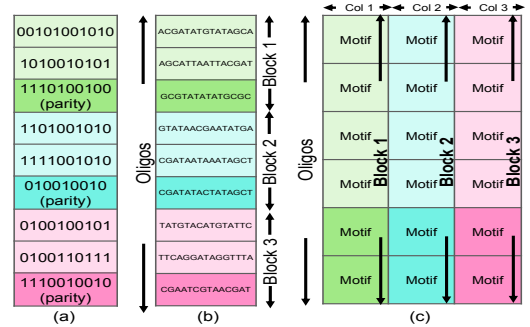 00101001010
1010010101
1110100100
(parity)
1101001010
1111001010
010010010
(parity)
0100100101
0100110111
1110010010
(parity)
(a)
Oligos
ACGATATGTATAGCA
AGCATTAATTACGAT
GCGTATATATGCGC
GTATAACGAATATGA
CGATAATAAATAGCT
CGATATACTATAGCT
TATGTACATGTATTC
TTCAGGATAGGTTTA
CGAATCGTAACGAT
Block 1
Block 2
Block 3
(b)
Oligos
Col 1 Col 2 Col 3
Motif Motif Motif
Motif Motif Motif
Motif Motif Motif
Motif Motif Motif
Motif Motif Motif
Motif Motif Motif
Block 1
Block 2
Block 3
(c)